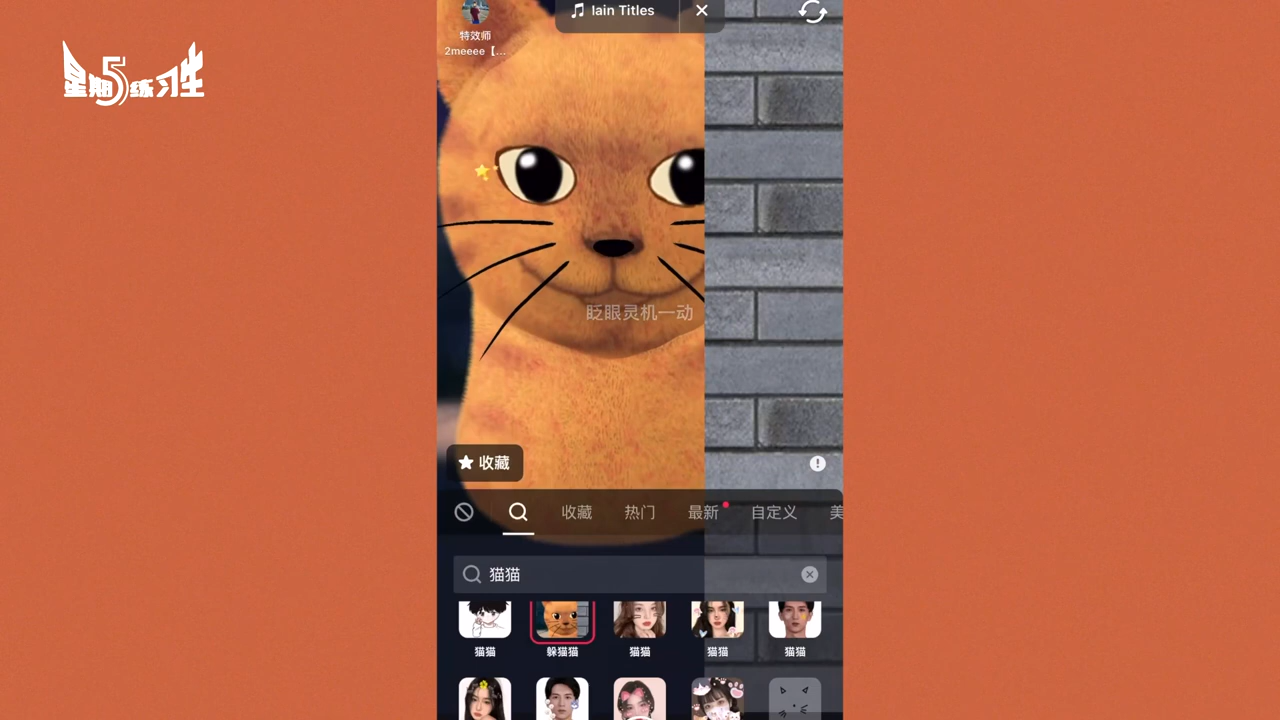 星期5练习生
Iain Titles
特效师
2meeee【...
眨眼灵机一动
收藏
收藏
热门
最新
自定义
美
猫猫
猫猫
躲猫猫
猫猫
猫猫
猫猫